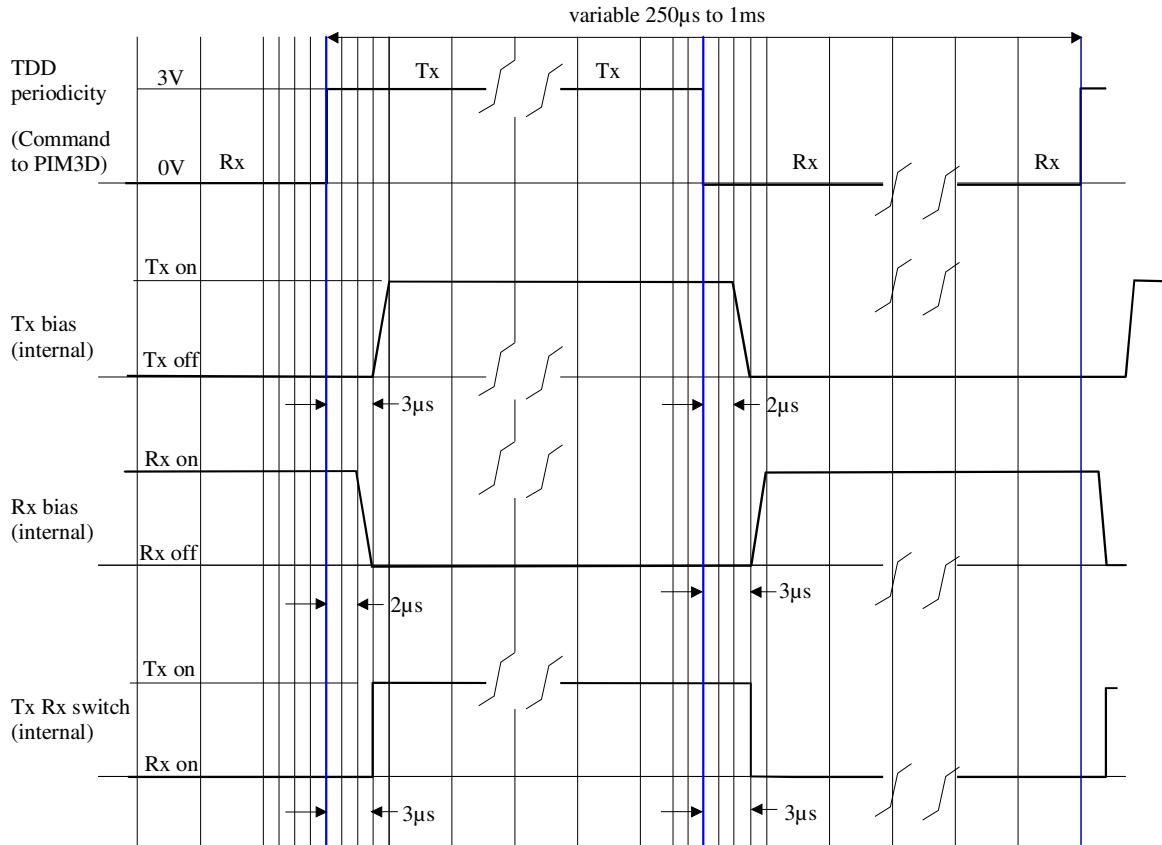 variable 250µs to 1ms
TDD
periodicity
(Command
to PIM3D)
3V
Tx
Tx
0V
Rx
Rx
Rx
Tx on
Tx bias
(internal)
Tx off
3µs
2µs
Rx on
Rx bias
(internal)
Rx off
2µs
3µs
Tx on
Tx Rx switch
(internal)
Rx on
3µs
3µs